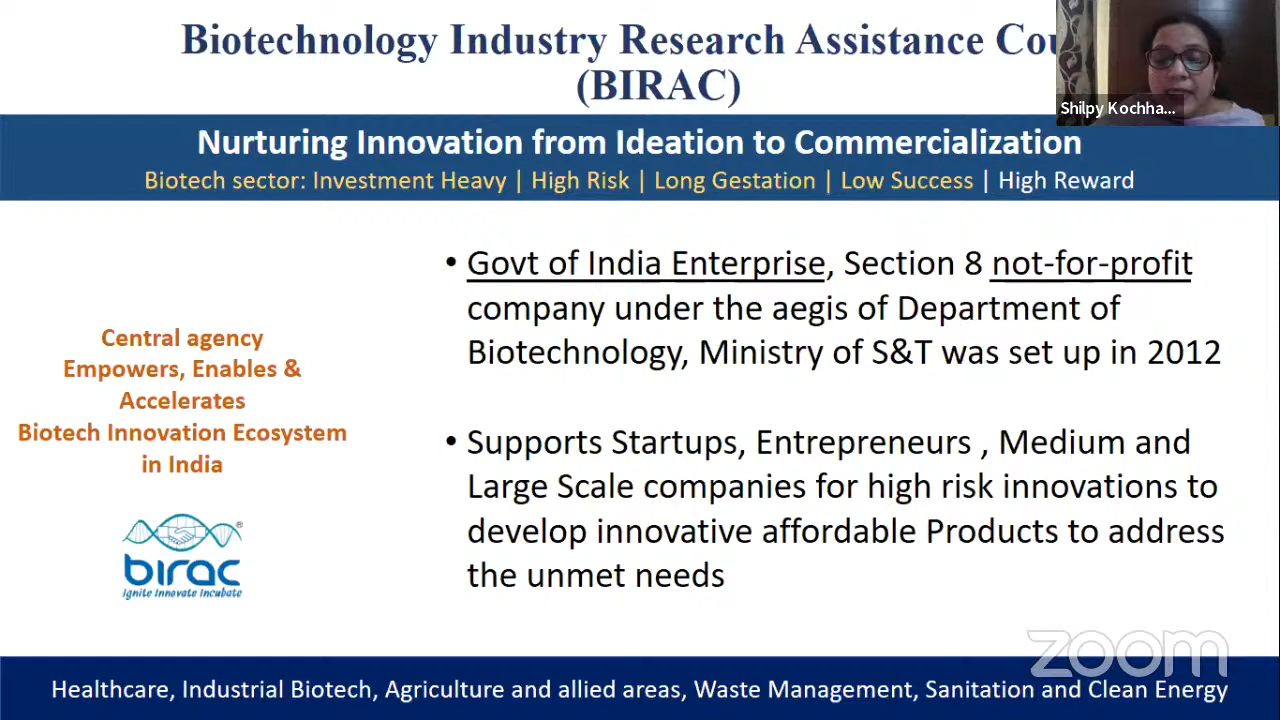 Biotechnology Industry Research Assistance Cou
(BIRAC)
Shilpy Kochha...
Nurturing Innovation from Ideation to Commercialization
Biotech sector: Investment Heavy | High Risk | Long Gestation | Low Success | High Reward
• Govt of India Enterprise, Section 8 not-for-profit
company under the aegis of Department of
Biotechnology, Ministry of S&T was set up in 2012
• Supports Startups, Entrepreneurs , Medium and
Large Scale companies for high risk innovations to
develop innovative affordable Products to address
the unmet needs
Central agency
Empowers, Enables &
Accelerates
Biotech Innovation Ecosystem
in India
®
birac
Ignite Innovate Incubate
zoom
Healthcare, Industrial Biotech, Agriculture and allied areas, Waste Management, Sanitation and Clean Energy